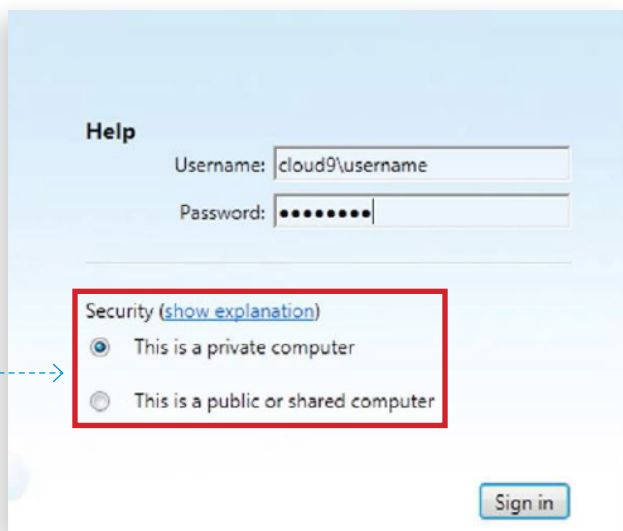 Help
Username: cloud9\username
Password: ●●●●●●●●
Security (show explanation)
This is a private computer
This is a public or shared computer
Sign in